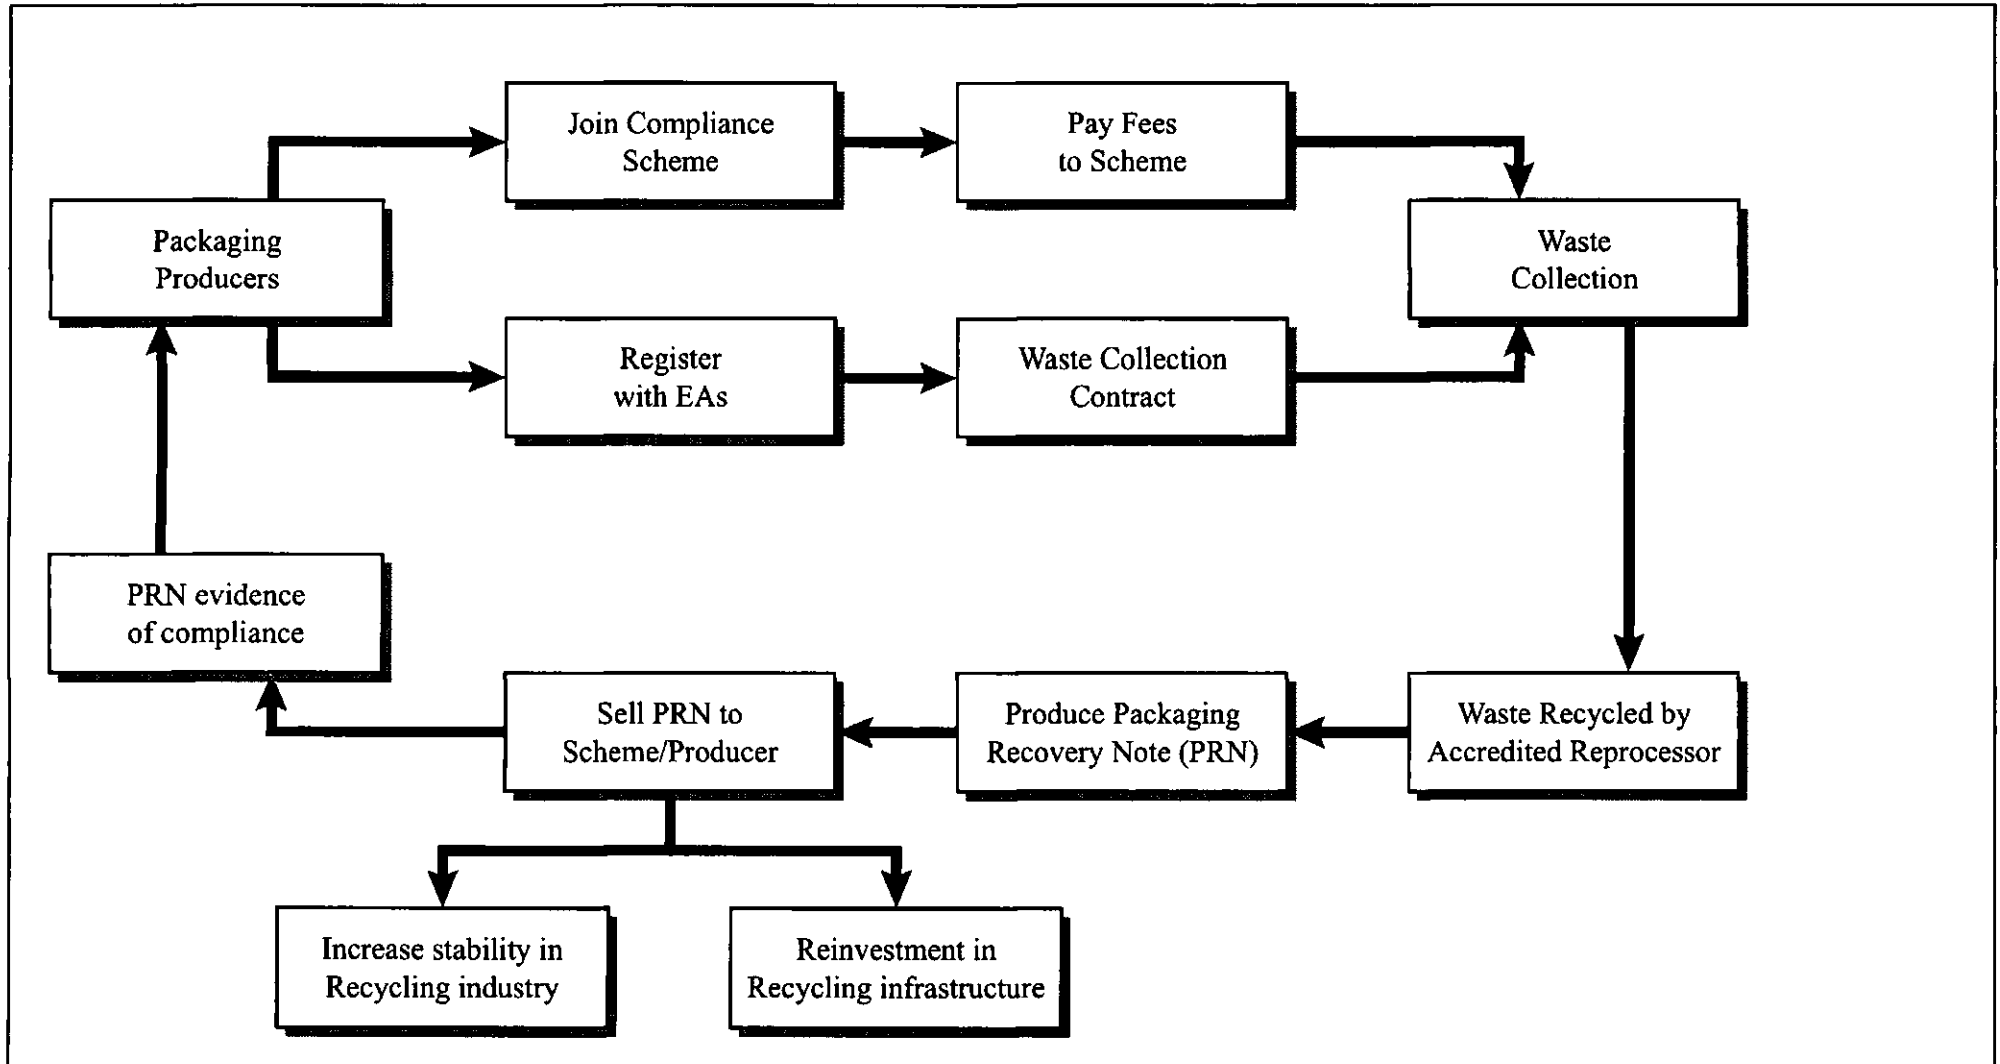 Join Compliance
Scheme
Pay Fees
to Scheme
Packaging
Producers
Waste
Collection
Register
with EAs
Waste Collection
Contract
PRN evidence
of compliance
Sell PRN to
Scheme/Producer
Produce Packaging
Recovery Note (PRN)
Waste Recycled by
Accredited Reprocessor
Increase stability in
Recycling industry
Reinvestment in
Recycling infrastructure